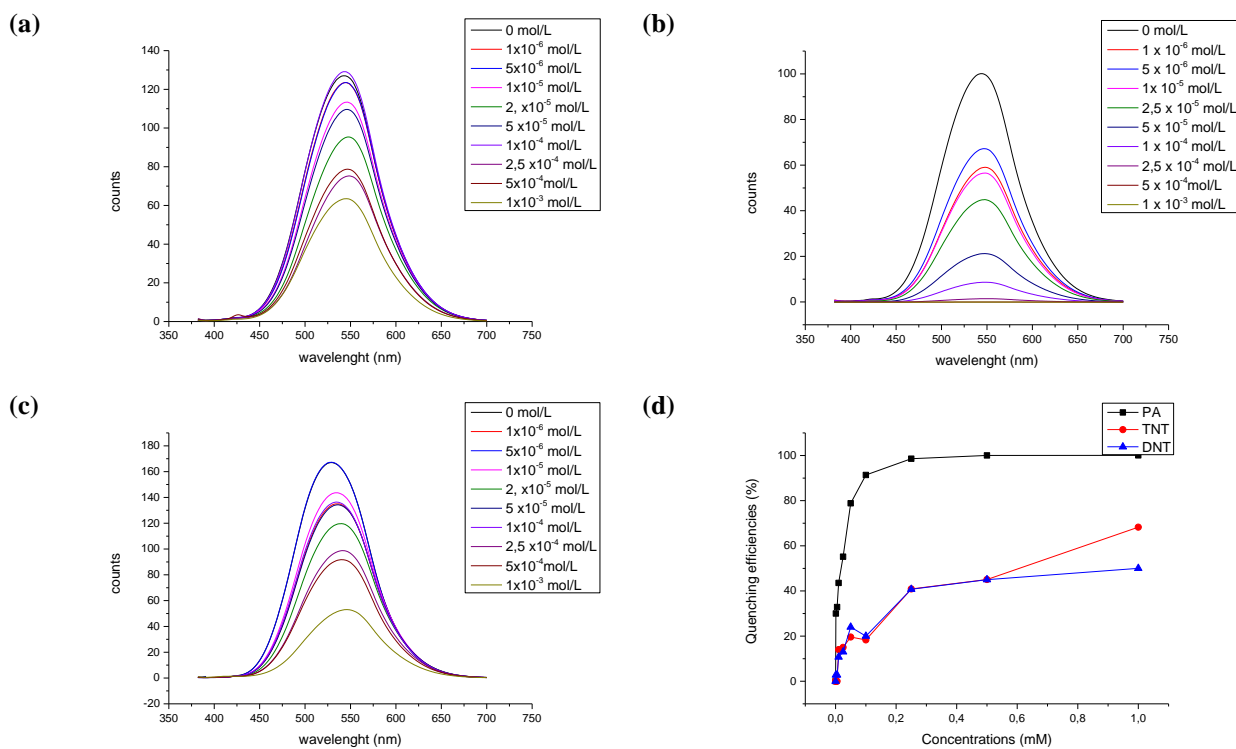 (a)
0 mol/L
1x10⁻⁶ mol/L
5x10⁻⁶ mol/L
1x10⁻⁵ mol/L
2, x10⁻⁵ mol/L
5 x10⁻⁵ mol/L
1x10⁻⁴ mol/L
2,5 x10⁻⁴ mol/L
5x10⁻⁴mol/L
1x10⁻³ mol/L
140
120
100
80
60
40
20
0
counts
350 400 450 500 550 600 650 700 750
wavelenght (nm)
(b)
0 mol/L
1 x 10⁻⁶ mol/L
5 x 10⁻⁶ mol/L
1x 10⁻⁵ mol/L
2,5 x 10⁻⁵ mol/L
5 x 10⁻⁵ mol/L
1 x 10⁻⁴ mol/L
2,5 x 10⁻⁴ mol/L
5 x 10⁻⁴mol/L
1 x 10⁻³ mol/L
100
80
60
40
20
0
counts
350 400 450 500 550 600 650 700 750
wavelenght (nm)
(c)
0 mol/L
1x10⁻⁶ mol/L
5x10⁻⁶ mol/L
1x10⁻⁵ mol/L
2, x10⁻⁵ mol/L
5 x10⁻⁵ mol/L
1x10⁻⁴ mol/L
2,5 x10⁻⁴ mol/L
5x10⁻⁴mol/L
1x10⁻³ mol/L
180
160
140
120
100
80
60
40
20
0
-20
counts
350 400 450 500 550 600 650 700 750
wavelenght (nm)
(d)
PA
TNT
DNT
100
80
60
40
20
0
Quenching efficiencies (%)
0,0 0,2 0,4 0,6 0,8 1,0
Concentrations (mM)